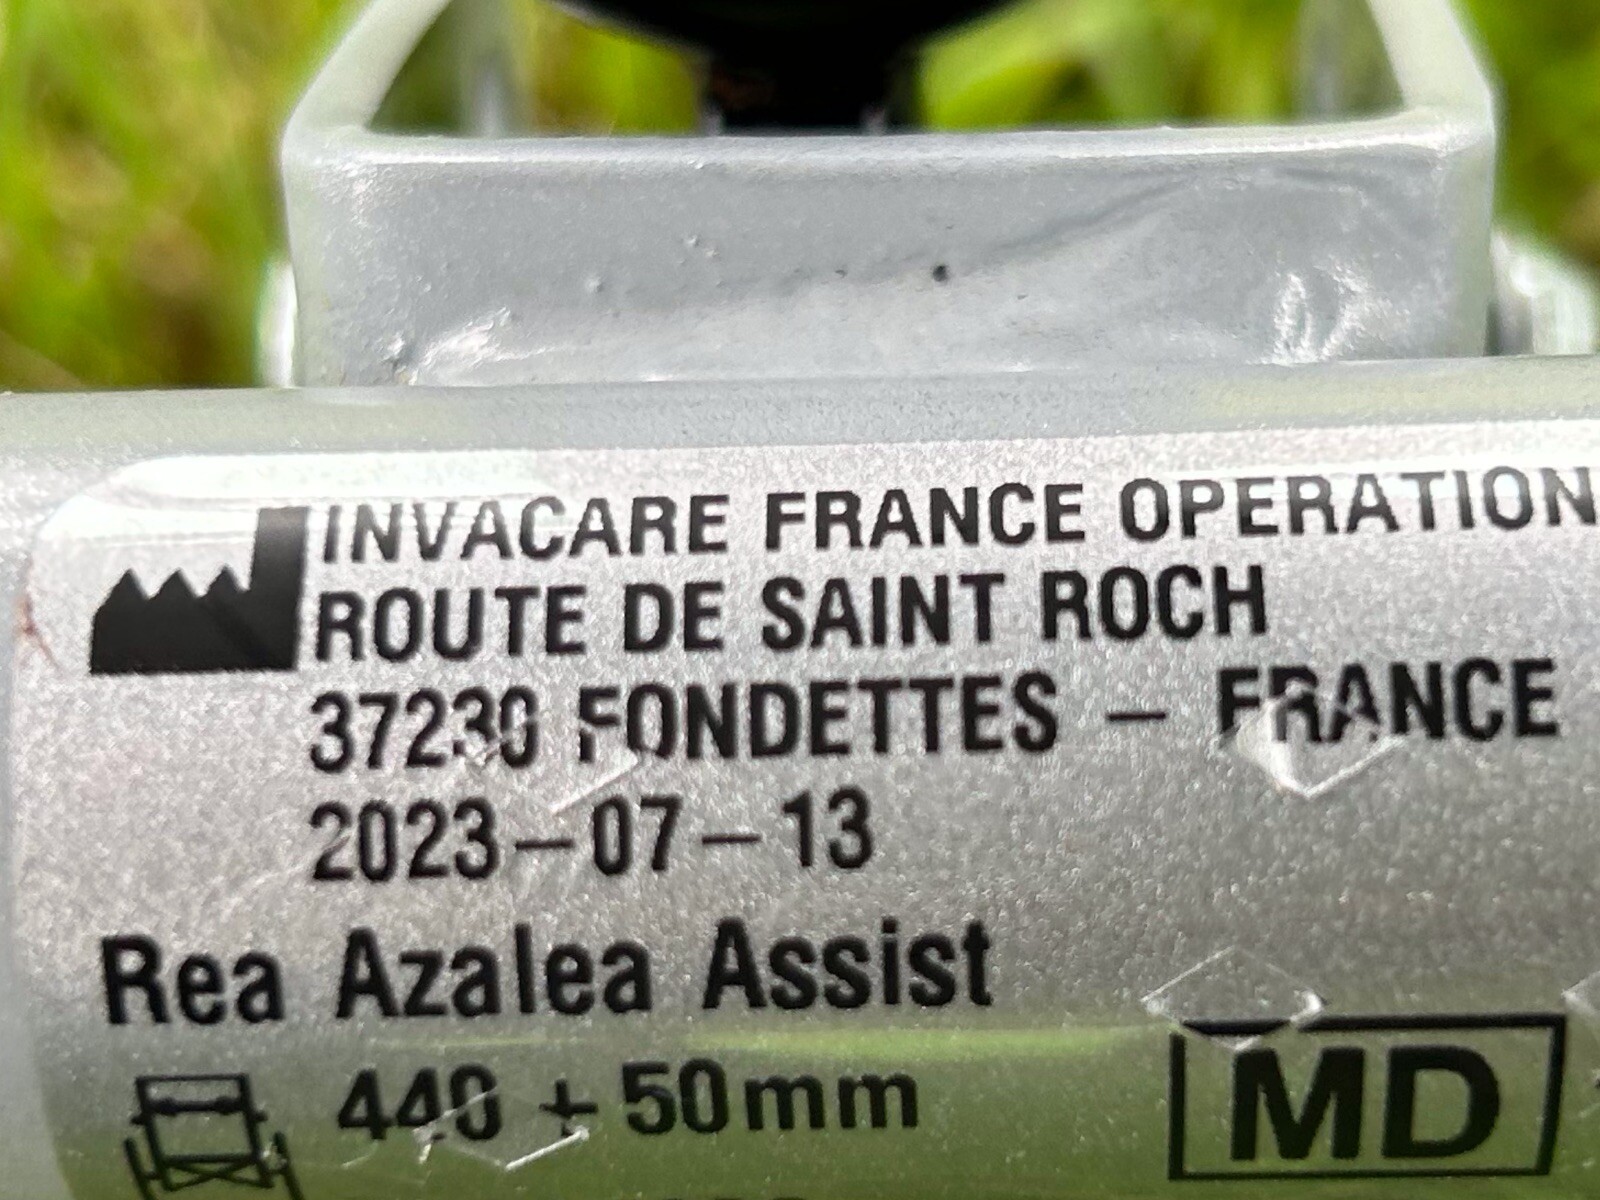 INVACARE FRANCE OPERATION
ROUTE DE SAINT ROCH
37230 FONDETTES – FRANCE
2023–07–13
Rea Azalea Assist
440 + 50mm
MD